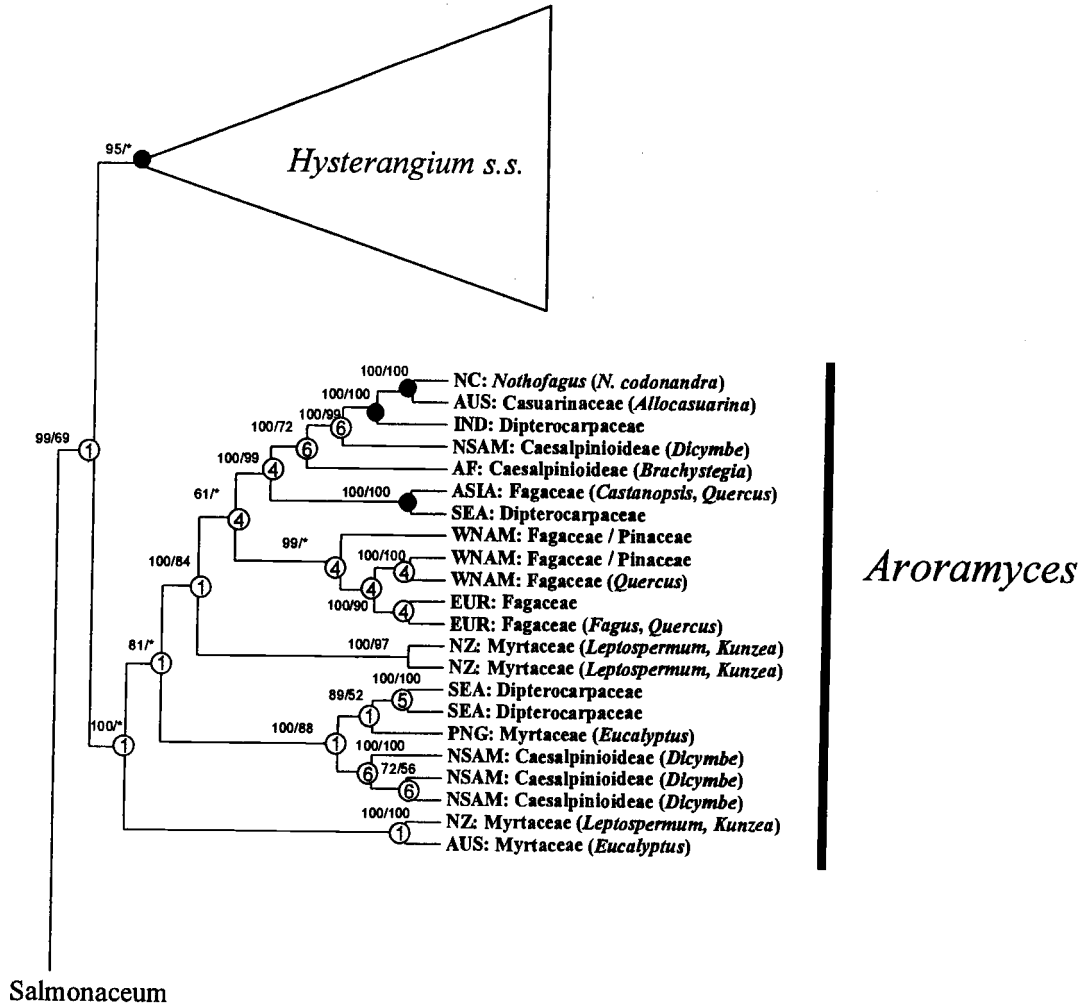 95/*
Hysterangium s.s.
100/100
NC: Nothofagus (N. codonandra)
100/100
AUS: Casuarinaceae (Allocasuarina)
100/99
IND: Dipterocarpaceae
100/72
6
NSAM: Caesalpinioideae (Dicymbe)
99/69
1
100/99
6
AF: Caesalpinioideae (Brachystegia)
4
61/*
100/100
ASIA: Fagaceae (Castanopsis, Quercus)
SEA: Dipterocarpaceae
4
99/*
WNAM: Fagaceae / Pinaceae
100/84
100/100
WNAM: Fagaceae / Pinaceae
4
4
WNAM: Fagaceae (Quercus)
1
4
100/90
EUR: Fagaceae
4
EUR: Fagaceae (Fagus, Quercus)
Aroramyces
81/*
100/97
NZ: Myrtaceae (Leptospermum, Kunzea)
1
NZ: Myrtaceae (Leptospermum, Kunzea)
100/100
SEA: Dipterocarpaceae
89/52
5
SEA: Dipterocarpaceae
100/88
1
PNG: Myrtaceae (Eucalyptus)
100/*
1
1
100/100
NSAM: Caesalpinioideae (Dicymbe)
6
72/56
NSAM: Caesalpinioideae (Dicymbe)
6
NSAM: Caesalpinioideae (Dicymbe)
100/100
NZ: Myrtaceae (Leptospermum, Kunzea)
1
AUS: Myrtaceae (Eucalyptus)
Salmonaceum